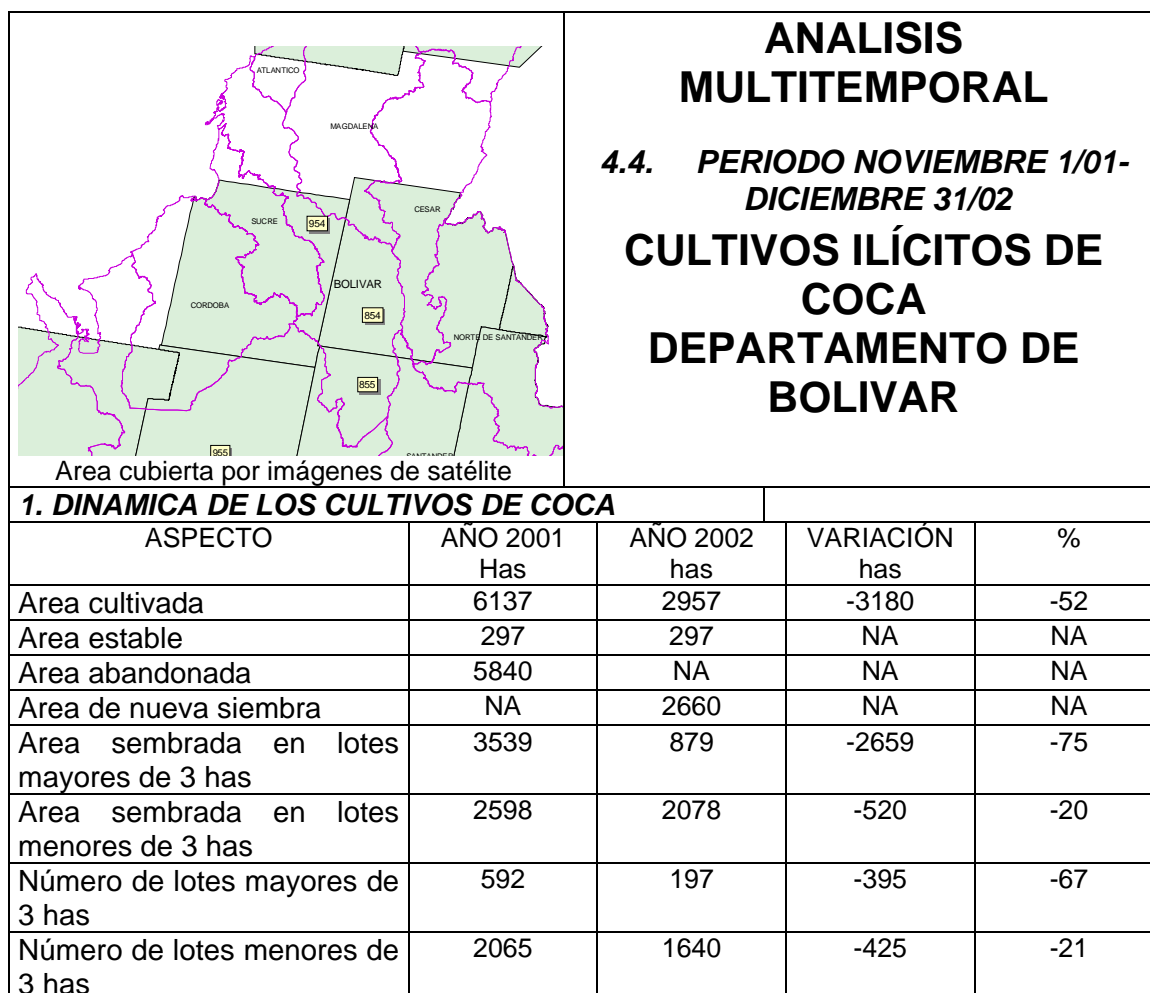 ATLANTICO
MAGDALENA
CESAR
SUCRE
954
BOLIVAR
CORDOBA
854
NORTE DE SANTANDER
855
955
SANTANDER
Area cubierta por imágenes de satélite
ANALISIS
MULTITEMPORAL
4.4. PERIODO NOVIEMBRE 1/01-
DICIEMBRE 31/02
CULTIVOS ILÍCITOS DE
COCA
DEPARTAMENTO DE
BOLIVAR
1. DINAMICA DE LOS CULTIVOS DE COCA
ASPECTO AÑO 2001 AÑO 2002 VARIACIÓN %
Has has has
Area cultivada 6137 2957 -3180 -52
Area estable 297 297 NA NA
Area abandonada 5840 NA NA NA
Area de nueva siembra NA 2660 NA NA
Area sembrada en lotes 3539 879 -2659 -75
mayores de 3 has
Area sembrada en lotes 2598 2078 -520 -20
menores de 3 has
Número de lotes mayores de 592 197 -395 -67
3 has
Número de lotes menores de 2065 1640 -425 -21
3 has